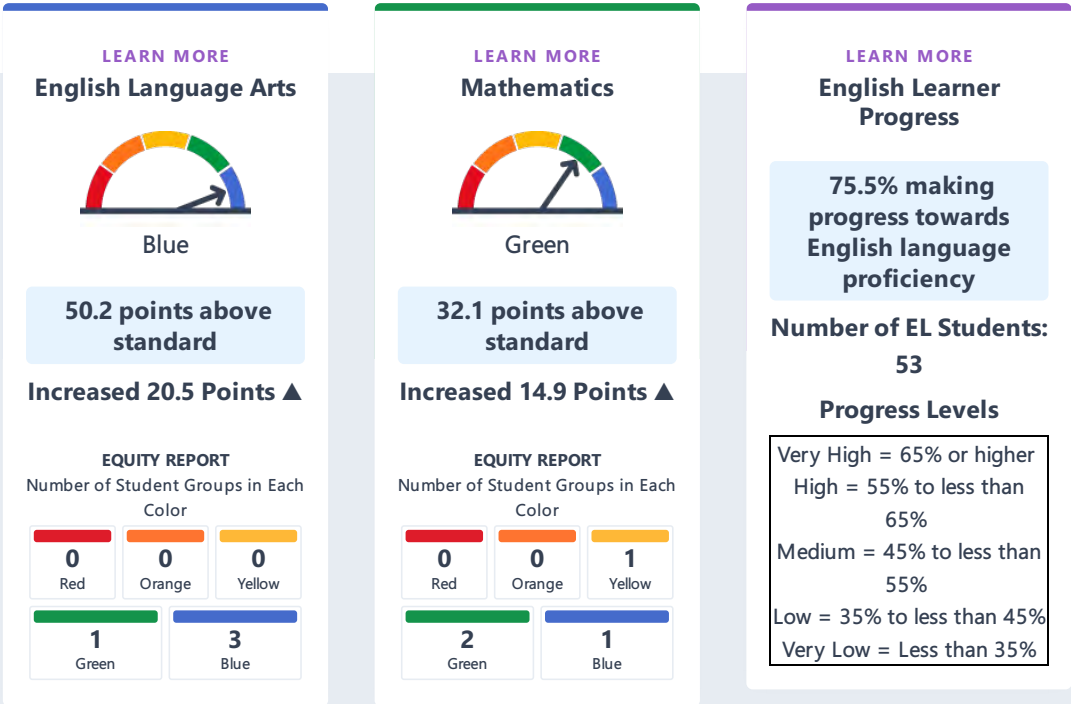 LEARN MORE
English Language Arts
Blue
50.2 points above
standard
Increased 20.5 Points ▲
EQUITY REPORT
Number of Student Groups in Each
Color
0
Red
0
Orange
0
Yellow
1
Green
3
Blue
LEARN MORE
Mathematics
Green
32.1 points above
standard
Increased 14.9 Points ▲
EQUITY REPORT
Number of Student Groups in Each
Color
0
Red
0
Orange
1
Yellow
2
Green
1
Blue
LEARN MORE
English Learner
Progress
75.5% making
progress towards
English language
proficiency
Number of EL Students:
53
Progress Levels
Very High = 65% or higher
High = 55% to less than
65%
Medium = 45% to less than
55%
Low = 35% to less than 45%
Very Low = Less than 35%